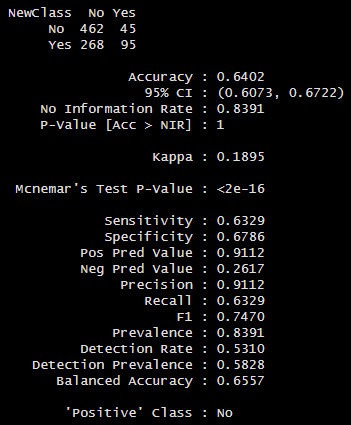 NewClass No Yes
No 462 45
Yes 268 95
Accuracy : 0.6402
95% CI : (0.6073, 0.6722)
No Information Rate : 0.8391
P-Value [Acc > NIR] : 1
Kappa : 0.1895
Mcnemar's Test P-Value : <2e-16
Sensitivity : 0.6329
Specificity : 0.6786
Pos Pred Value : 0.9112
Neg Pred Value : 0.2617
Precision : 0.9112
Recall : 0.6329
F1 : 0.7470
Prevalence : 0.8391
Detection Rate : 0.5310
Detection Prevalence : 0.5828
Balanced Accuracy : 0.6557
'Positive' Class : No